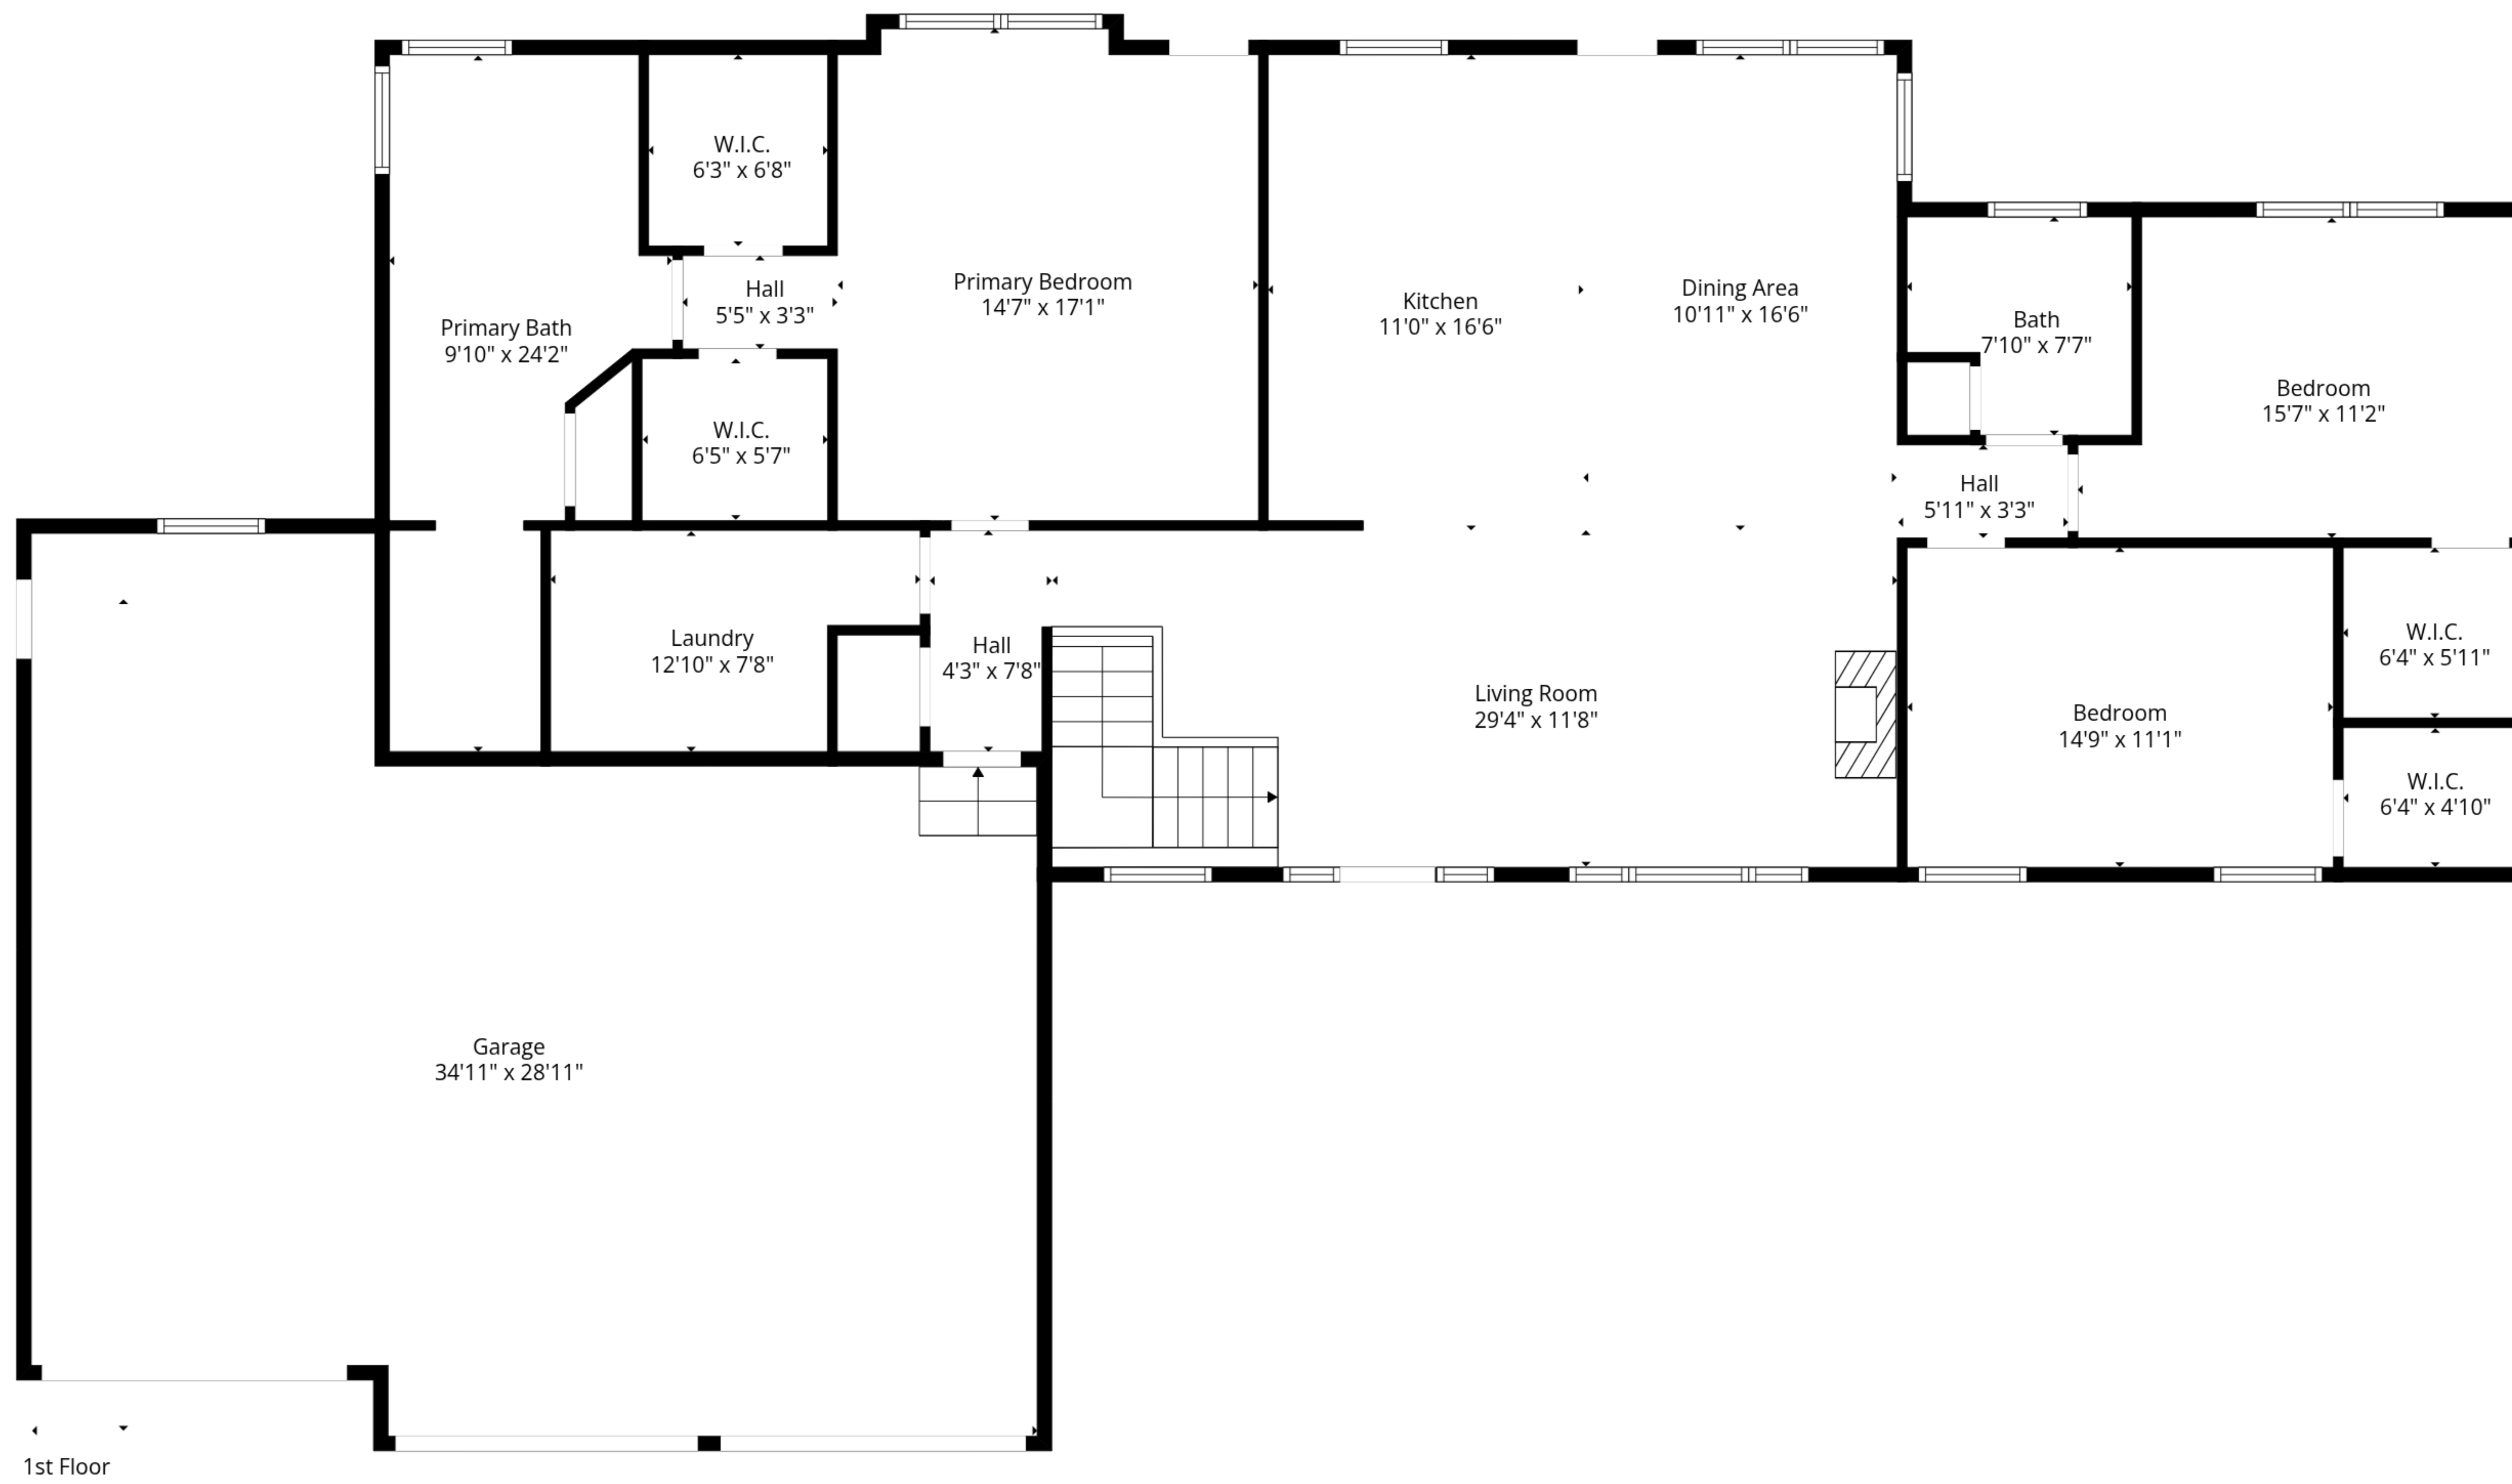 W.I.C.
6'3" x 6'8"
Hall
5'5" x 3'3"
Primary Bedroom
14'7" x 17'1"
Kitchen
11'0" x 16'6"
Dining Area
10'11" x 16'6"
Primary Bath
9'10" x 24'2"
Bath
7'10" x 7'7"
Bedroom
15'7" x 11'2"
W.I.C.
6'5" x 5'7"
Hall
5'11" x 3'3"
Laundry
12'10" x 7'8"
Hall
4'3" x 7'8"
Living Room
29'4" x 11'8"
Bedroom
14'9" x 11'1"
W.I.C.
6'4" x 5'11"
W.I.C.
6'4" x 4'10"
Garage
34'11" x 28'11"
1st Floor